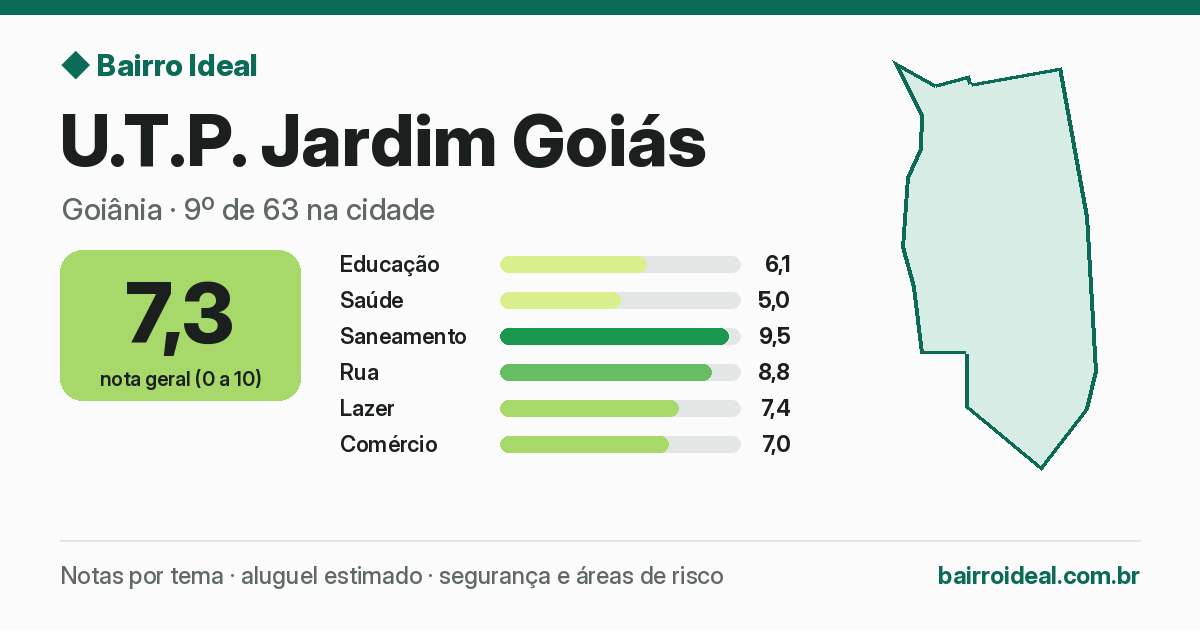 Bairro Ideal
U.T.P. Jardim Goiás
Goiânia · 9º de 63 na cidade
7,3
nota geral (0 a 10)
Educação 6,1
Saúde 5,0
Saneamento 9,5
Rua 8,8
Lazer 7,4
Comércio 7,0
Notas por tema · aluguel estimado · segurança e áreas de risco
bairroideal.com.br